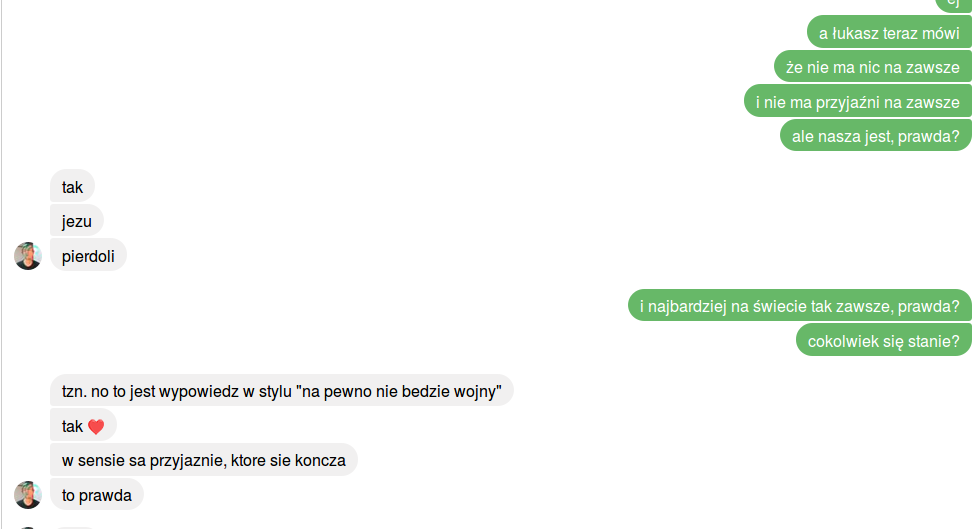 ej
a łukasz teraz mówi
że nie ma nic na zawsze
i nie ma przyjaźni na zawsze
ale nasza jest, prawda?
tak
jezu
pierdoli
i najbardziej na świecie tak zawsze, prawda?
cokolwiek się stanie?
tzn. no to jest wypowiedz w stylu "na pewno nie bedzie wojny"
tak ❤️
w sensie sa przyjaznie, ktore sie koncza
to prawda